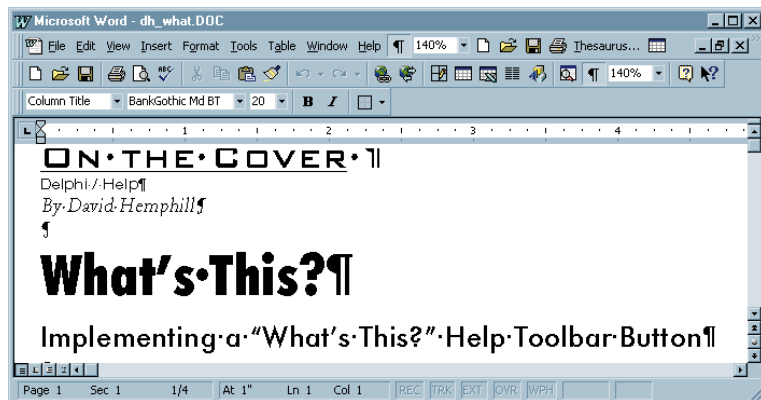 Microsoft Word - dh_what.DOC
File Edit View Insert Format Tools Table Window Help ¶ 140% Thesaurus...
ABC ¶ 140% ?
Column Title BankGothic Md BT 20 B I
1 2 3 4
ON·THE·COVER·¶
Delphi·/·Help¶
By·David·Hemphill¶
¶
What's·This?¶
Implementing·a·“What's·This?”·Help·Toolbar·Button¶
Page 1 Sec 1 1/4 At 1" Ln 1 Col 1 REC TRK EXT OVR WPH